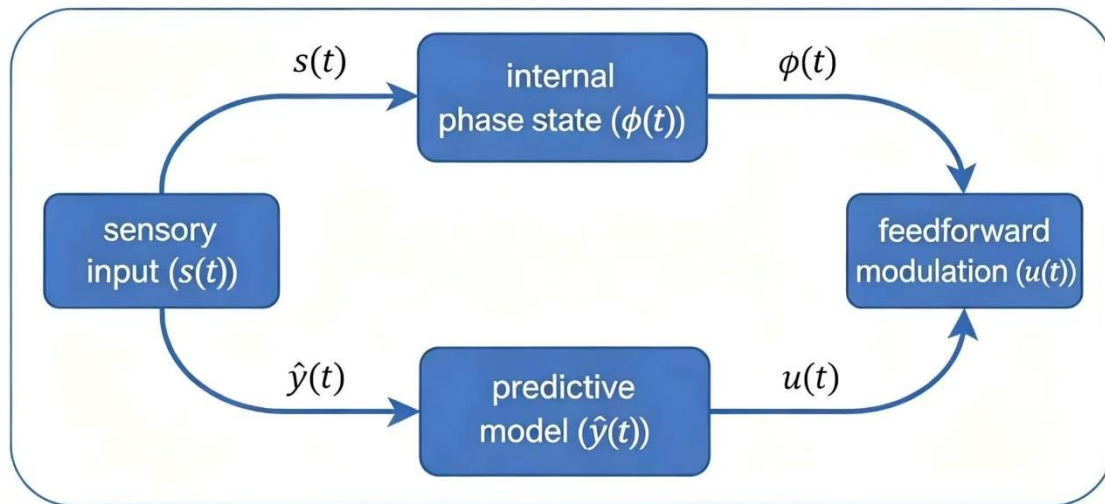 s(t)
internal
phase state (ϕ(t))
ϕ(t)
sensory
input (s(t))
feedforward
modulation (u(t))
ŷ(t)
predictive
model (ŷ(t))
u(t)